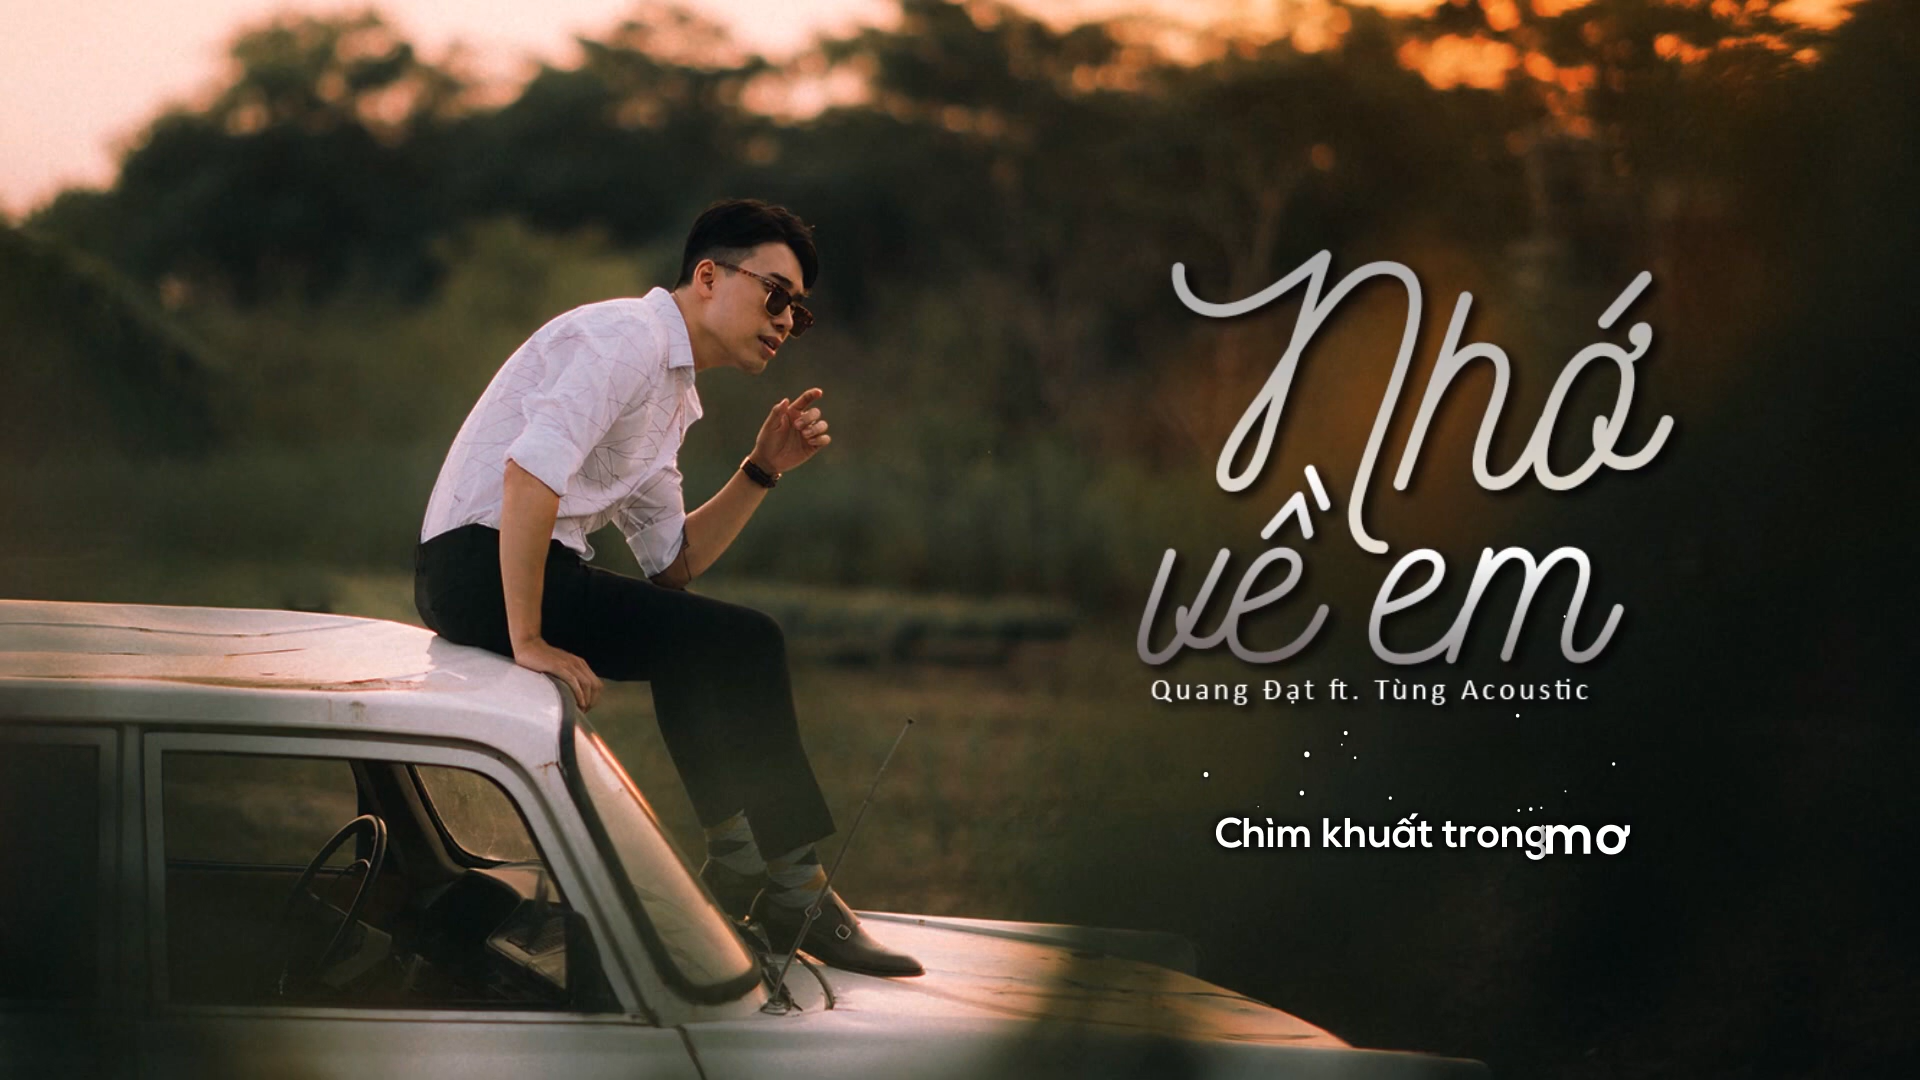 Nhớ
về em
Quang Đạt ft. Tùng Acoustic
Chìm khuất trong mơ